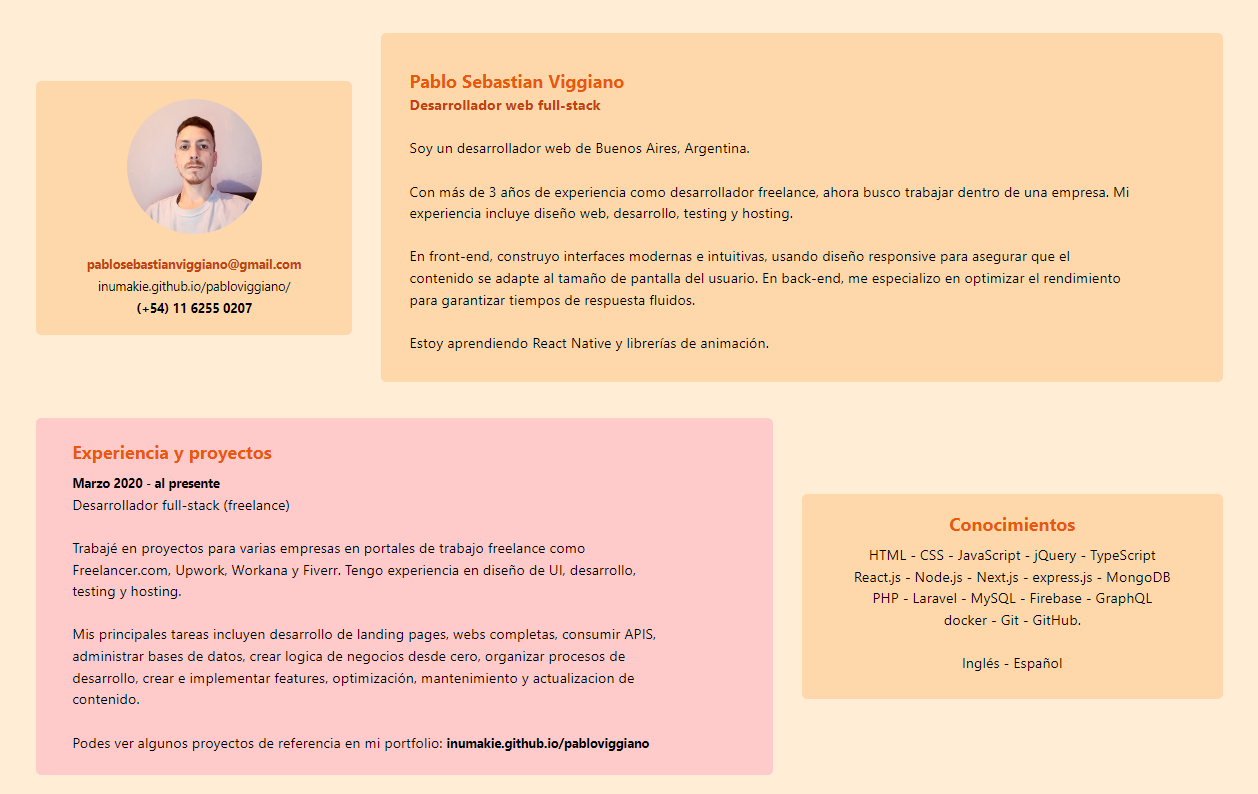 pablosebastianviggiano@gmail.com
inumakie.github.io/pabloviggiano/
(+54) 11 6255 0207
Pablo Sebastian Viggiano
Desarrollador web full-stack
Soy un desarrollador web de Buenos Aires, Argentina.
Con más de 3 años de experiencia como desarrollador freelance, ahora busco trabajar dentro de una empresa. Mi
experiencia incluye diseño web, desarrollo, testing y hosting.
En front-end, construyo interfaces modernas e intuitivas, usando diseño responsive para asegurar que el
contenido se adapte al tamaño de pantalla del usuario. En back-end, me especializo en optimizar el rendimiento
para garantizar tiempos de respuesta fluidos.
Estoy aprendiendo React Native y librerías de animación.
Experiencia y proyectos
Marzo 2020 - al presente
Desarrollador full-stack (freelance)
Trabajé en proyectos para varias empresas en portales de trabajo freelance como
Freelancer.com, Upwork, Workana y Fiverr. Tengo experiencia en diseño de UI, desarrollo,
testing y hosting.
Mis principales tareas incluyen desarrollo de landing pages, webs completas, consumir APIS,
administrar bases de datos, crear logica de negocios desde cero, organizar procesos de
desarrollo, crear e implementar features, optimización, mantenimiento y actualizacion de
contenido.
Podes ver algunos proyectos de referencia en mi portfolio: inumakie.github.io/pabloviggiano
Conocimientos
HTML - CSS - JavaScript - jQuery - TypeScript
React.js - Node.js - Next.js - express.js - MongoDB
PHP - Laravel - MySQL - Firebase - GraphQL
docker - Git - GitHub.
Inglés - Español